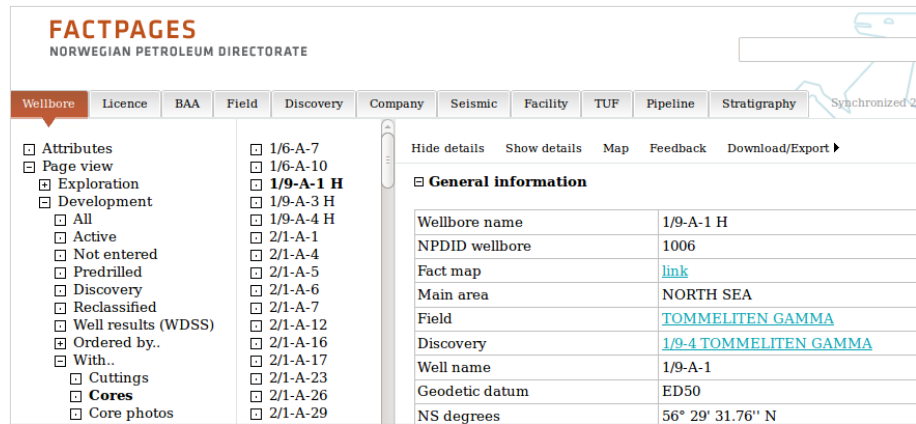 FACTPAGES
NORWEGIAN PETROLEUM DIRECTORATE
Wellbore Licence BAA Field Discovery Company Seismic Facility TUF Pipeline Stratigraphy Synchronized 2
Attributes
Page view
Exploration
Development
All
Active
Not entered
Predrilled
Discovery
Reclassified
Well results (WDSS)
Ordered by..
With..
Cuttings
Cores
Core photos
1/6-A-7
1/6-A-10
1/9-A-1 H
1/9-A-3 H
1/9-A-4 H
2/1-A-1
2/1-A-4
2/1-A-5
2/1-A-6
2/1-A-7
2/1-A-12
2/1-A-16
2/1-A-17
2/1-A-23
2/1-A-26
2/1-A-29
Hide details Show details Map Feedback Download/Export
General information
Wellbore name 1/9-A-1 H
NPDID wellbore 1006
Fact map link
Main area NORTH SEA
Field TOMMELITEN GAMMA
Discovery 1/9-4 TOMMELITEN GAMMA
Well name 1/9-A-1
Geodetic datum ED50
NS degrees 56° 29' 31.76'' N